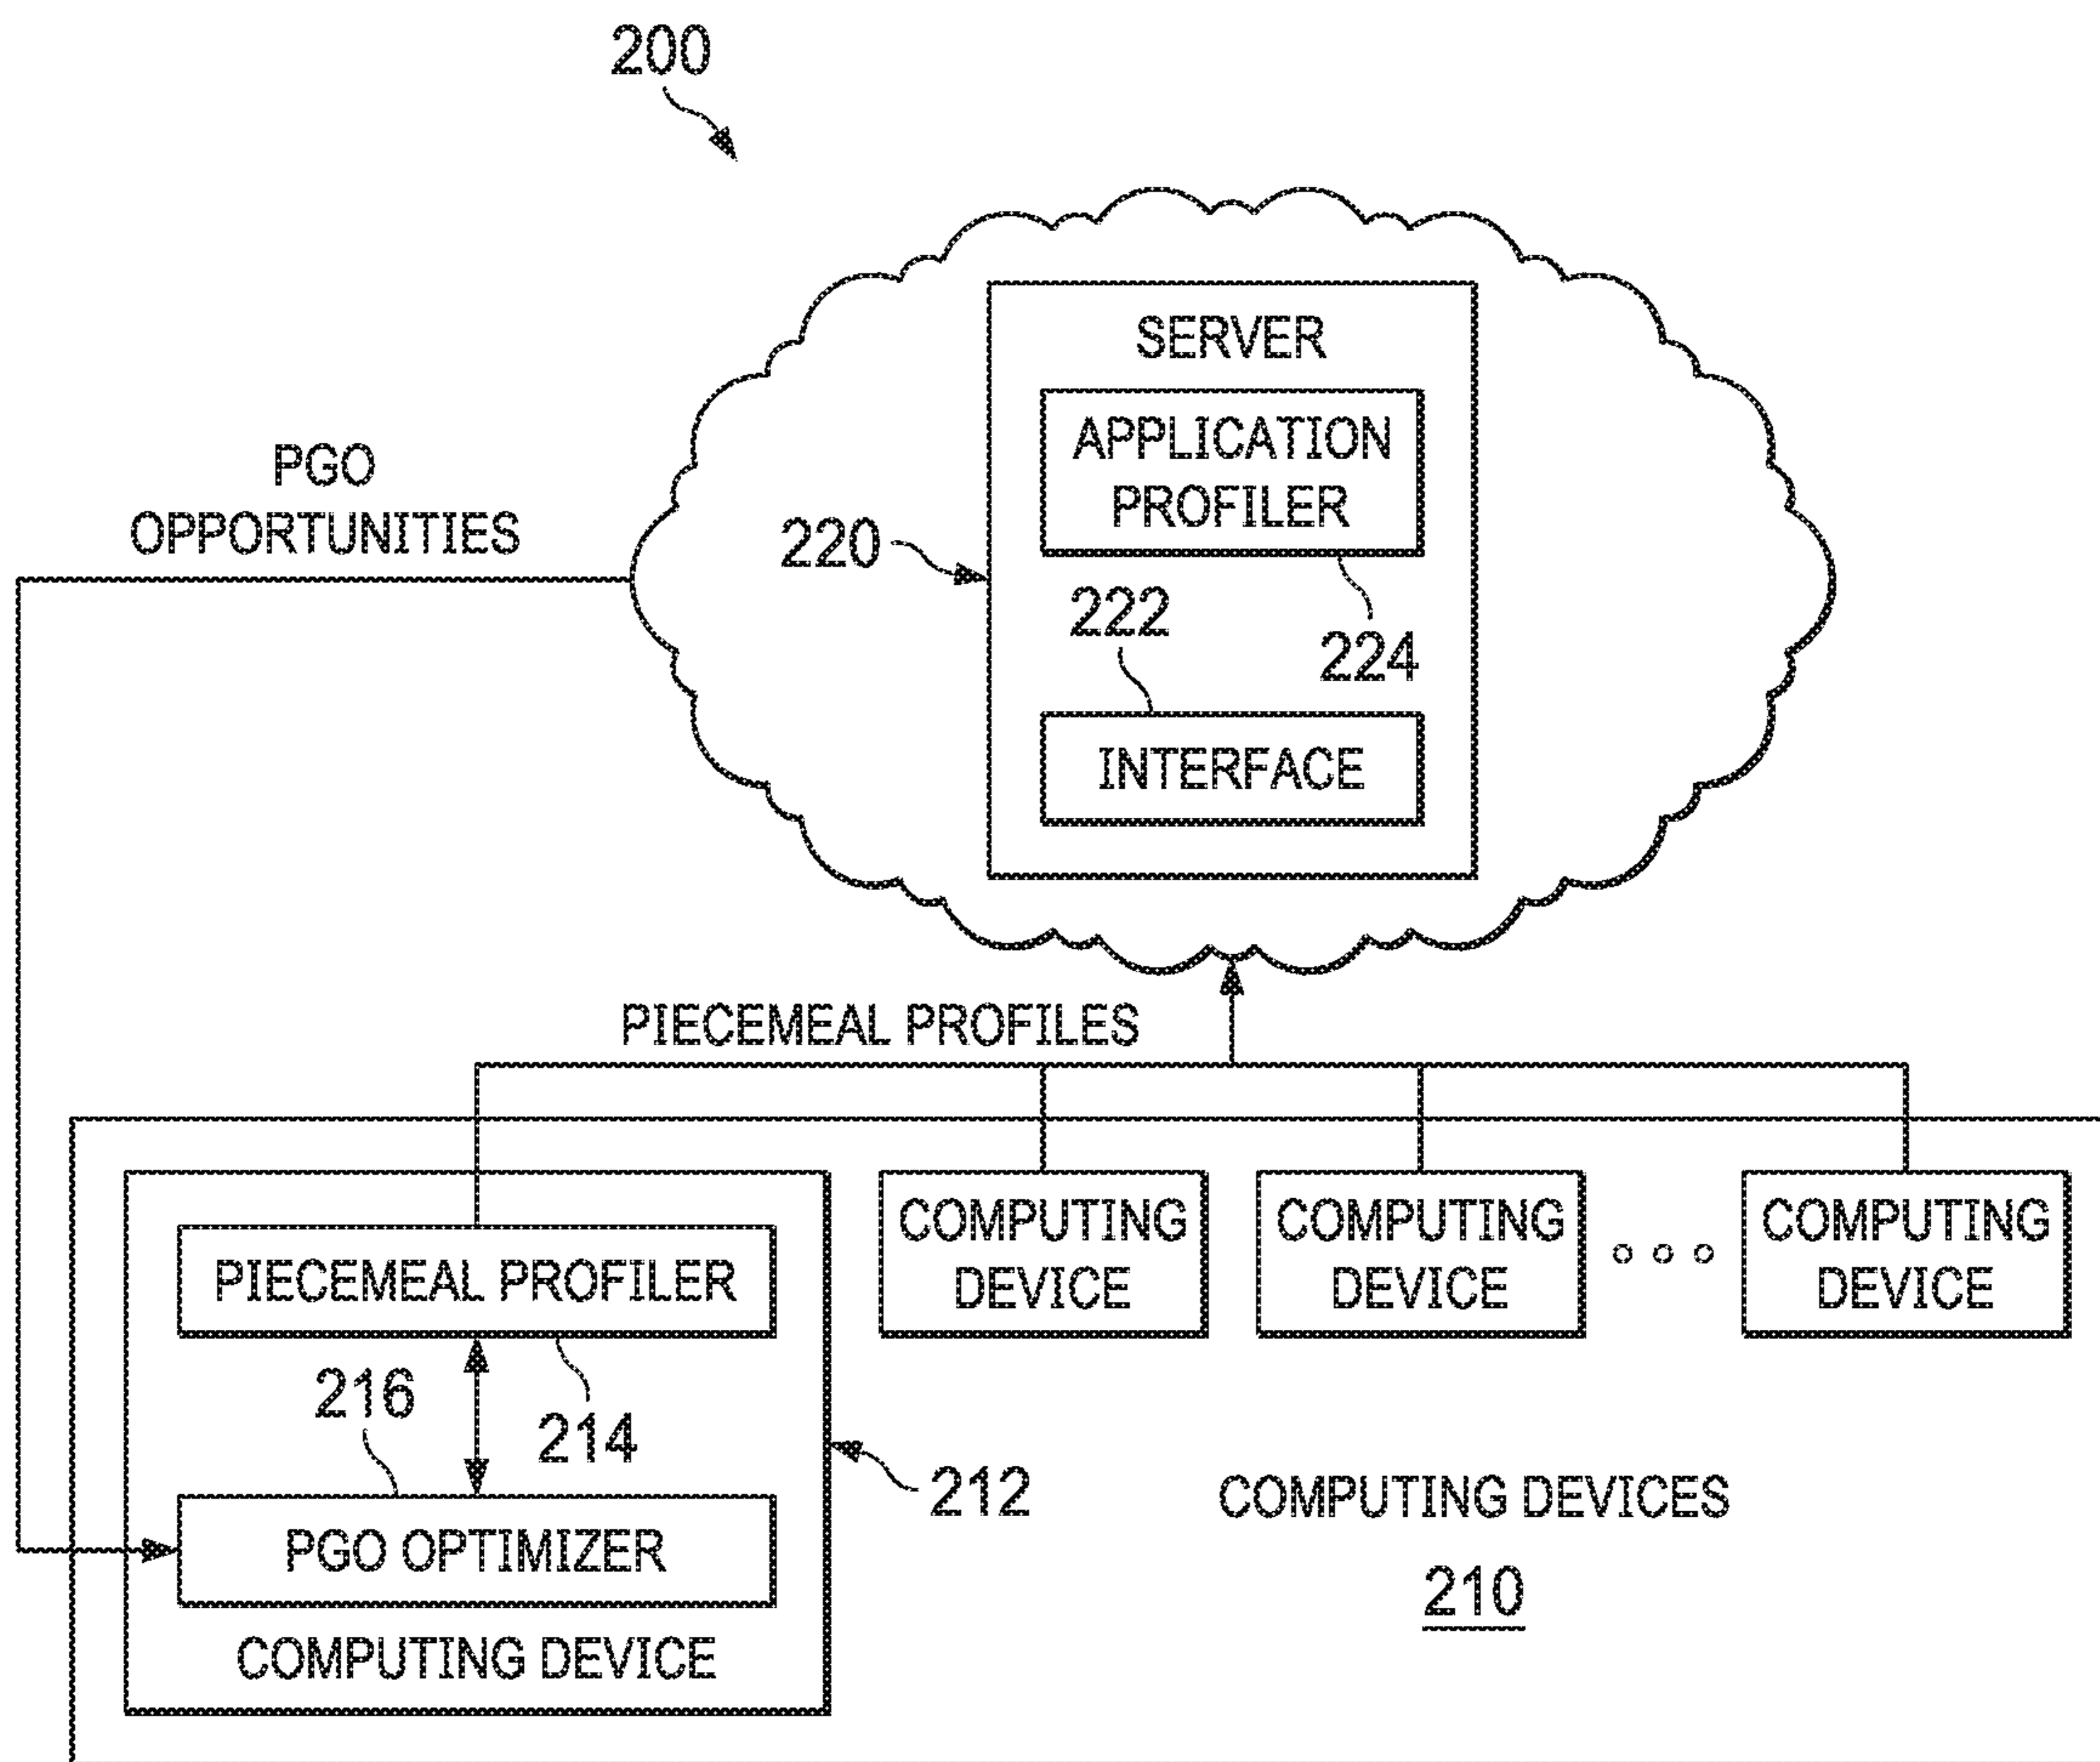 200
SERVER
APPLICATION
PROFILER
PGO
OPPORTUNITIES
220
222
224
INTERFACE
PIECEMEAL PROFILES
PIECEMEAL PROFILER
COMPUTING
DEVICE
COMPUTING
DEVICE
COMPUTING
DEVICE
216
214
212
PGO OPTIMIZER
COMPUTING DEVICE
COMPUTING DEVICES
210